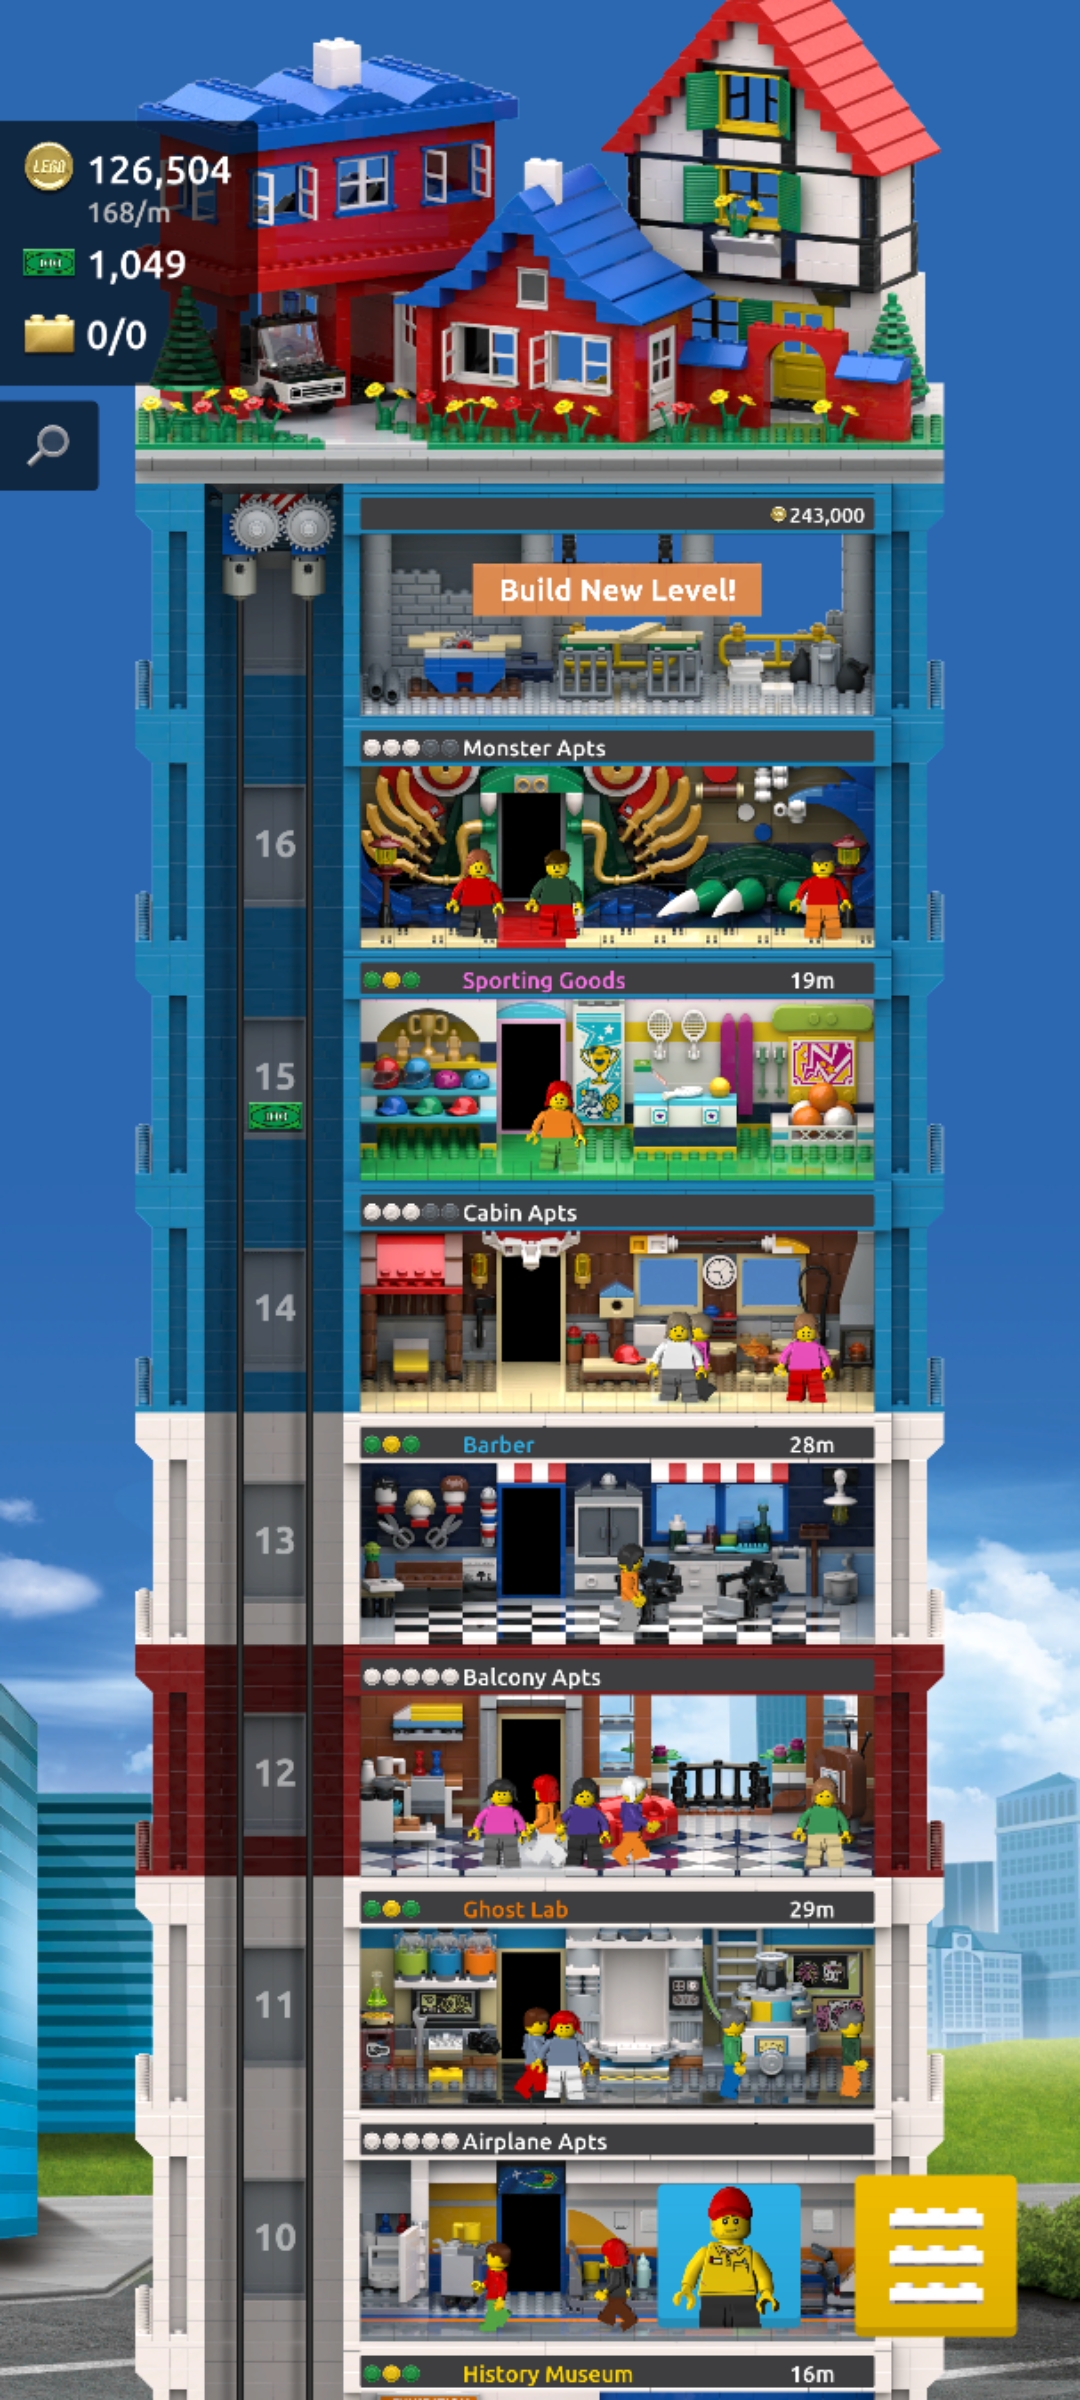 LEGO 126,504
168/m
1,049
0/0
243,000
Build New Level!
Monster Apts
16
Sporting Goods 19m
15
Cabin Apts
14
Barber 28m
13
Balcony Apts
12
Ghost Lab 29m
11
Airplane Apts
10
History Museum 16m